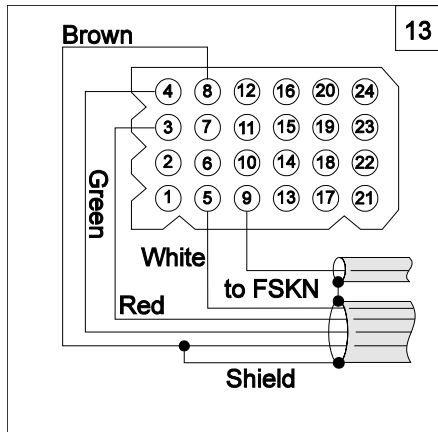 13
Brown
4 8 12 16 20 24
3 7 11 15 19 23
2 6 10 14 18 22
1 5 9 13 17 21
Green
White
to FSKN
Red
Shield